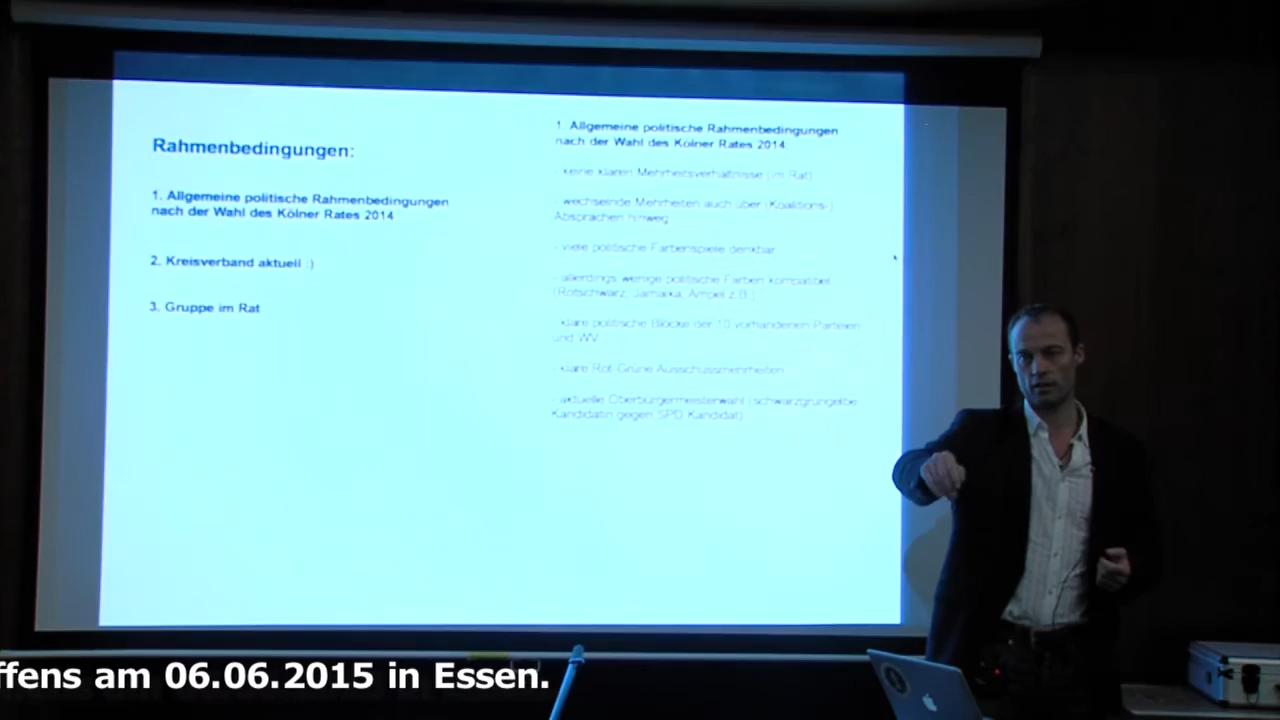 Rahmenbedingungen:
1. Allgemeine politische Rahmenbedingungen
nach der Wahl des Kölner Rates 2014
2. Kreisverband aktuell :)
3. Gruppe im Rat
1. Allgemeine politische Rahmenbedingungen
nach der Wahl des Kölner Rates 2014
- keine klaren Mehrheitsverhältnisse (im Rat)
- wechselnde Mehrheiten auch über (Koalitions-)
Absprachen hinweg
- viele politische Farbenspiele denkbar
- allerdings wenige politische Farben kompatibel
(Rotschwarz, Jamaika, Ampel z.B.)
- klare politische Blöcke der 10 vorhandenen Parteien
und WV
- klare Rot-Grüne Ausschussmehrheiten
- aktuelle Oberbürgermeisterwahl (schwarzgrüngelbe
Kandidatin gegen SPD Kandidat)
ffens am 06.06.2015 in Essen.